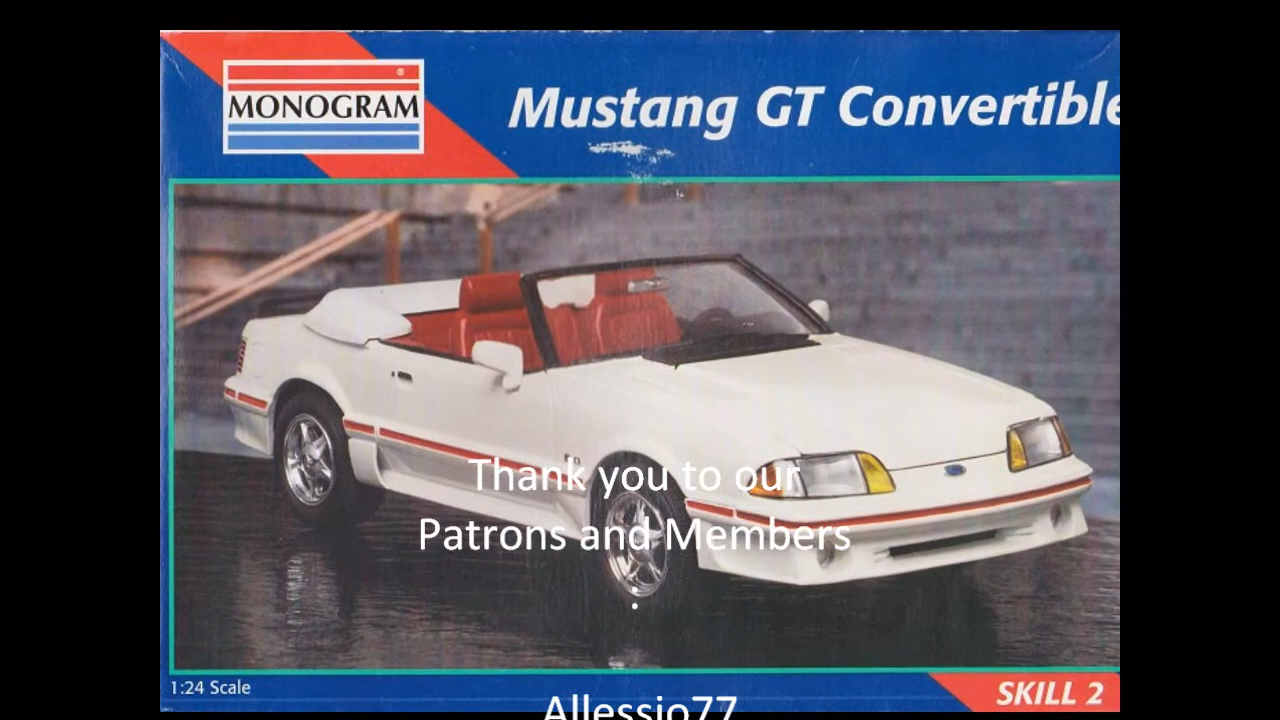 MONOGRAM
Mustang GT Convertible
Thank you to our
Patrons and Members
.
Allessio77
1:24 Scale
SKILL 2